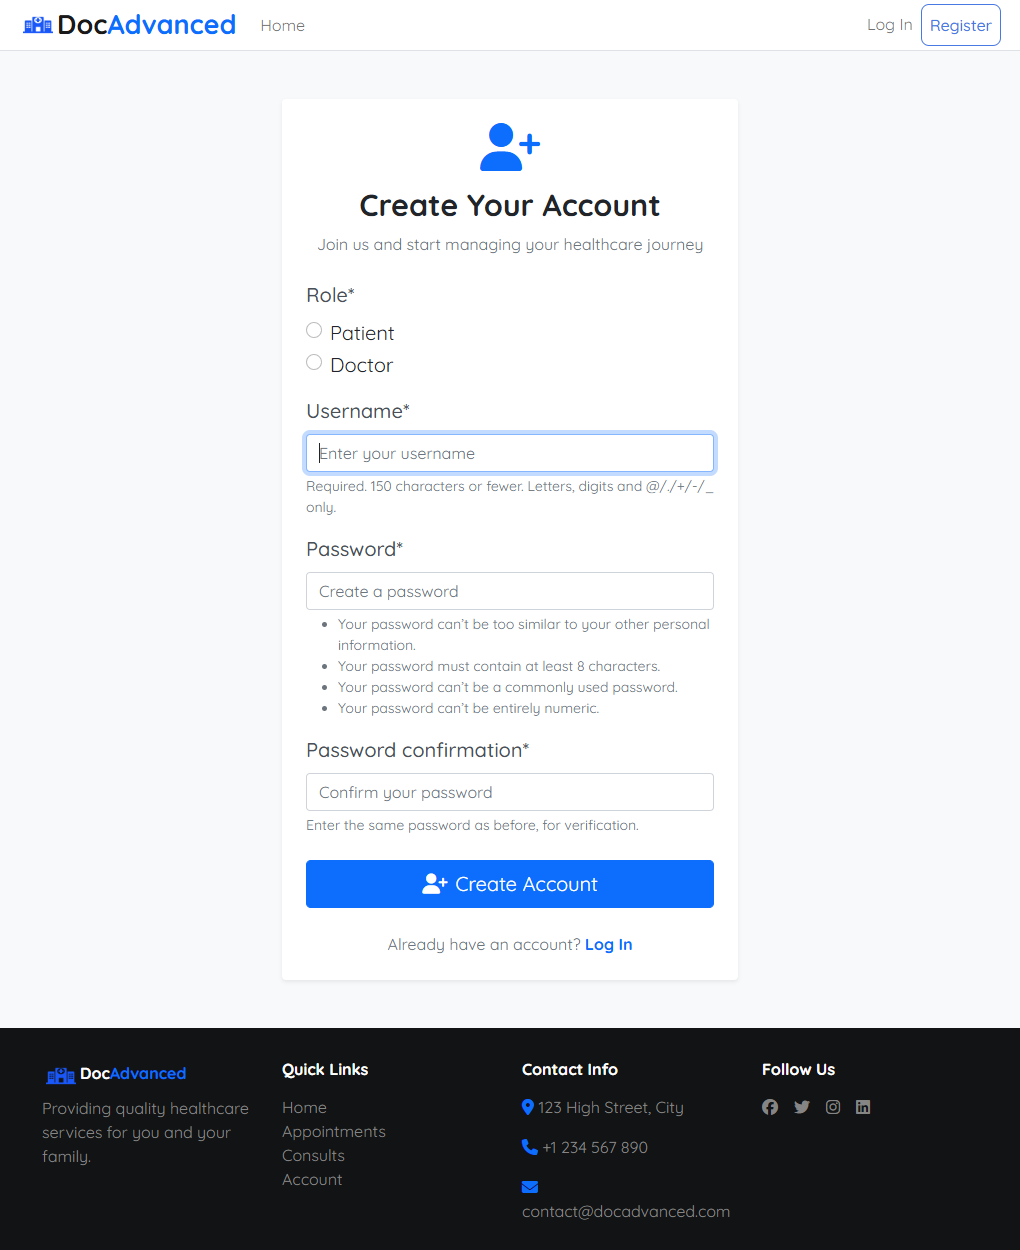 DocAdvanced Home Log In Register
Create Your Account
Join us and start managing your healthcare journey
Role*
Patient
Doctor
Username*
Enter your username
Required. 150 characters or fewer. Letters, digits and @/./+/-/_
only.
Password*
Create a password
Your password can't be too similar to your other personal
information.
Your password must contain at least 8 characters.
Your password can't be a commonly used password.
Your password can't be entirely numeric.
Password confirmation*
Confirm your password
Enter the same password as before, for verification.
Create Account
Already have an account? Log In
DocAdvanced
Providing quality healthcare
services for you and your
family.
Quick Links
Home
Appointments
Consults
Account
Contact Info
123 High Street, City
+1 234 567 890
contact@docadvanced.com
Follow Us